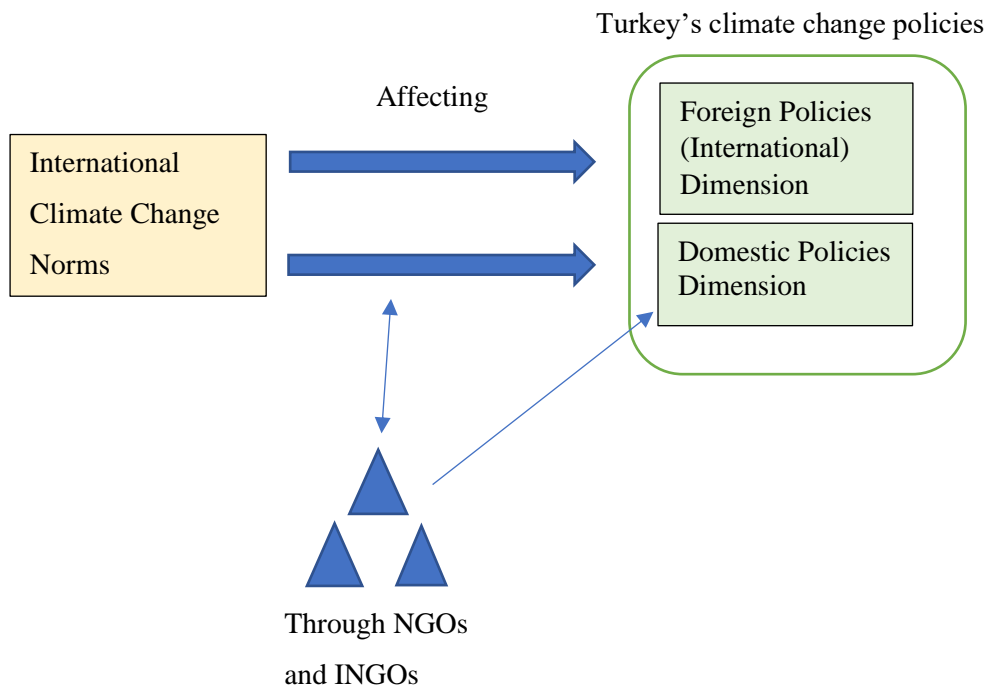 Turkey’s climate change policies
Affecting
International
Climate Change
Norms
Foreign Policies
(International)
Dimension
Domestic Policies
Dimension
Through NGOs
and INGOs